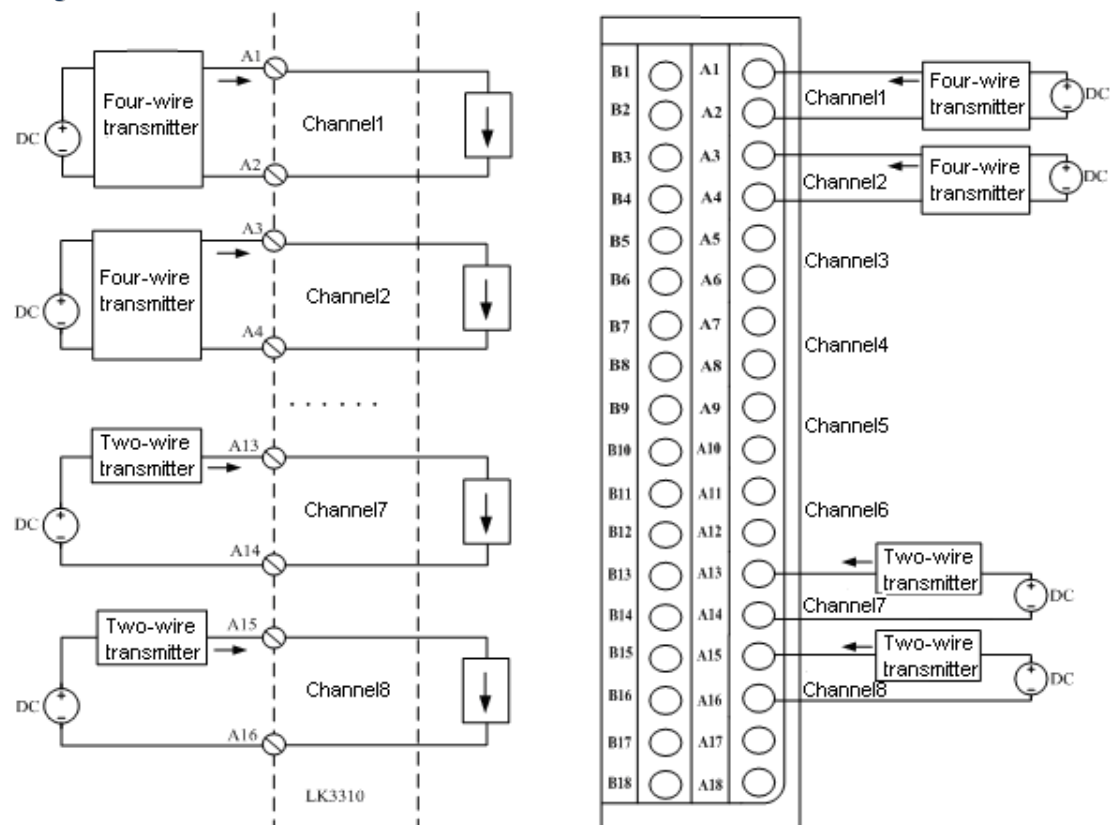 A1
Four-wire
transmitter
Channel1
DC
A2
A3
Four-wire
transmitter
Channel2
DC
A4
. . . . . .
Two-wire
transmitter
A13
Channel7
DC
A14
Two-wire
transmitter
A15
Channel8
DC
A16
LK3310
B1 A1
B2 A2
B3 A3
B4 A4
B5 A5
B6 A6
B7 A7
B8 A8
B9 A9
B10 A10
B11 A11
B12 A12
B13 A13
B14 A14
B15 A15
B16 A16
B17 A17
B18 A18
Channel1
Four-wire
transmitter
DC
Channel2
Four-wire
transmitter
DC
Channel3
Channel4
Channel5
Channel6
Two-wire
transmitter
DC
Channel7
Two-wire
transmitter
DC
Channel8